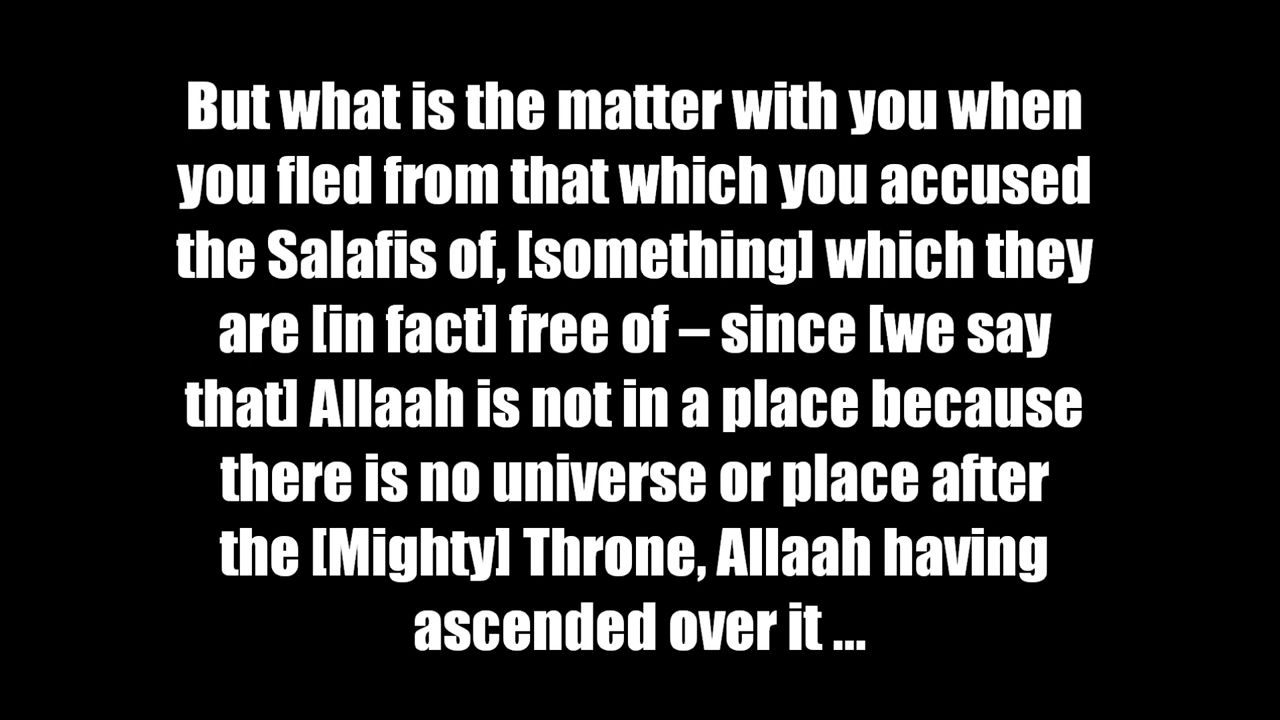 But what is the matter with you when
you fled from that which you accused
the Salafis of, [something] which they
are [in fact] free of – since [we say
that] Allaah is not in a place because
there is no universe or place after
the [Mighty] Throne, Allaah having
ascended over it ...